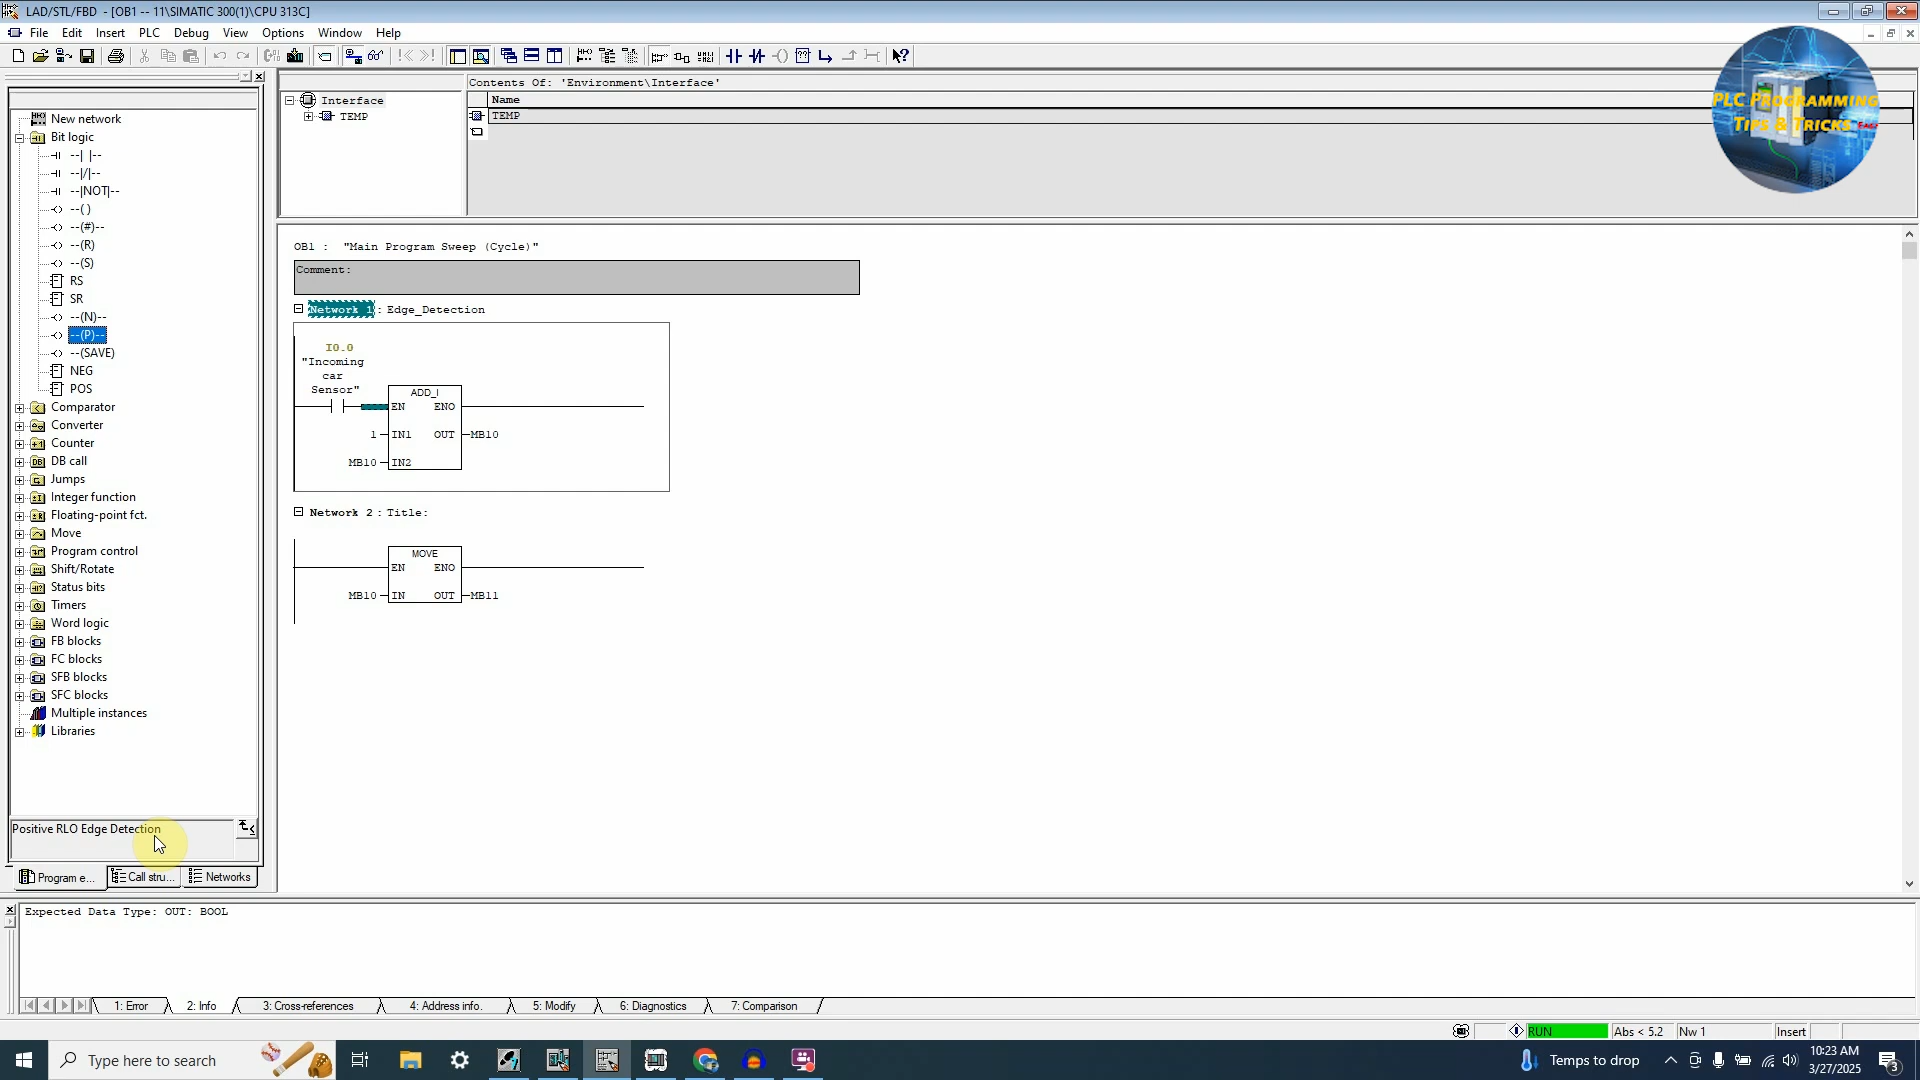 LAD/STL/FBD - [OB1 -- 11\SIMATIC 300(1)\CPU 313C]
File Edit Insert PLC Debug View Options Window Help
Contents Of: 'Environment\Interface'
Interface
TEMP
Name
TEMP
PLC Programming
Tips & Tricks
New network
Bit logic
--| |--
--|/|--
--|NOT|--
--( )
--(#)--
--(R)
--(S)
RS
SR
--(N)--
--(P)--
--(SAVE)
NEG
POS
Comparator
Converter
Counter
DB call
Jumps
Integer function
Floating-point fct.
Move
Program control
Shift/Rotate
Status bits
Timers
Word logic
FB blocks
FC blocks
SFB blocks
SFC blocks
Multiple instances
Libraries
Positive RLO Edge Detection
Program e... Call stru... Networks
OB1 : "Main Program Sweep (Cycle)"
Comment:
Network 1: Edge_Detection
I0.0
"Incoming
car
Sensor"
ADD_I
EN ENO
1 IN1 OUT MB10
MB10 IN2
Network 2: Title:
MOVE
EN ENO
MB10 IN OUT MB11
Expected Data Type: OUT: BOOL
1: Error 2: Info 3: Cross-references 4: Address info. 5: Modify 6: Diagnostics 7: Comparison
RUN Abs < 5.2 Nw 1 Insert
Type here to search
Temps to drop
10:23 AM
3/27/2025
3